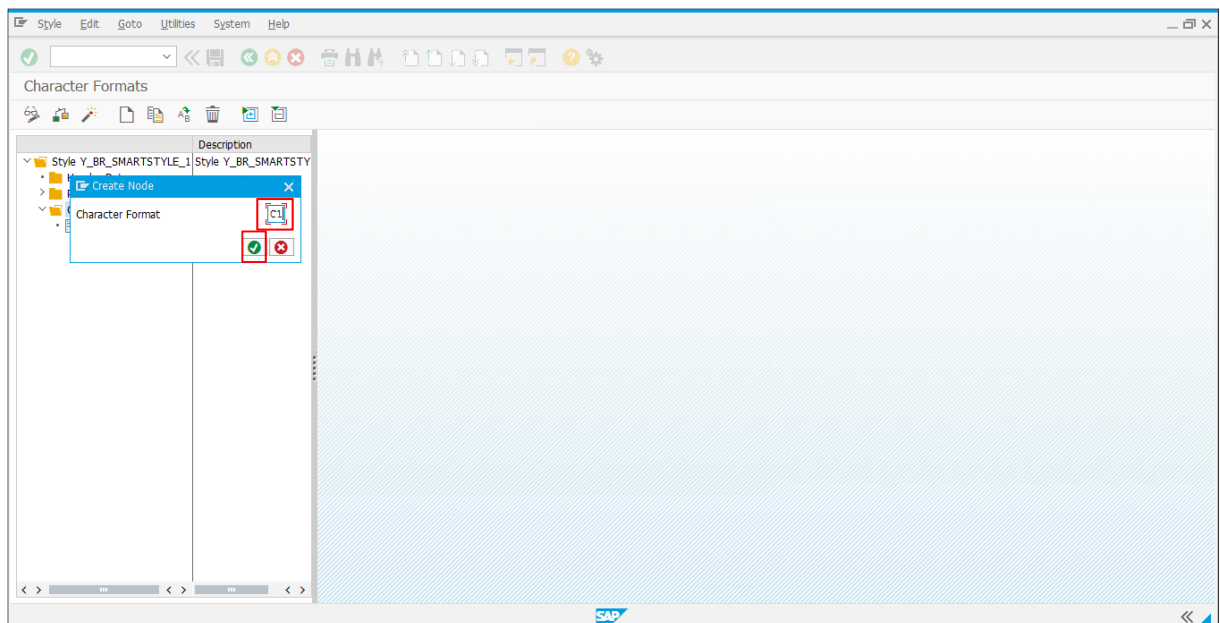 Style Edit Goto Utilities System Help
Character Formats
Description
Style Y_BR_SMARTSTYLE_1 Style Y_BR_SMARTSTY
Create Node
Character Format C1
SAP